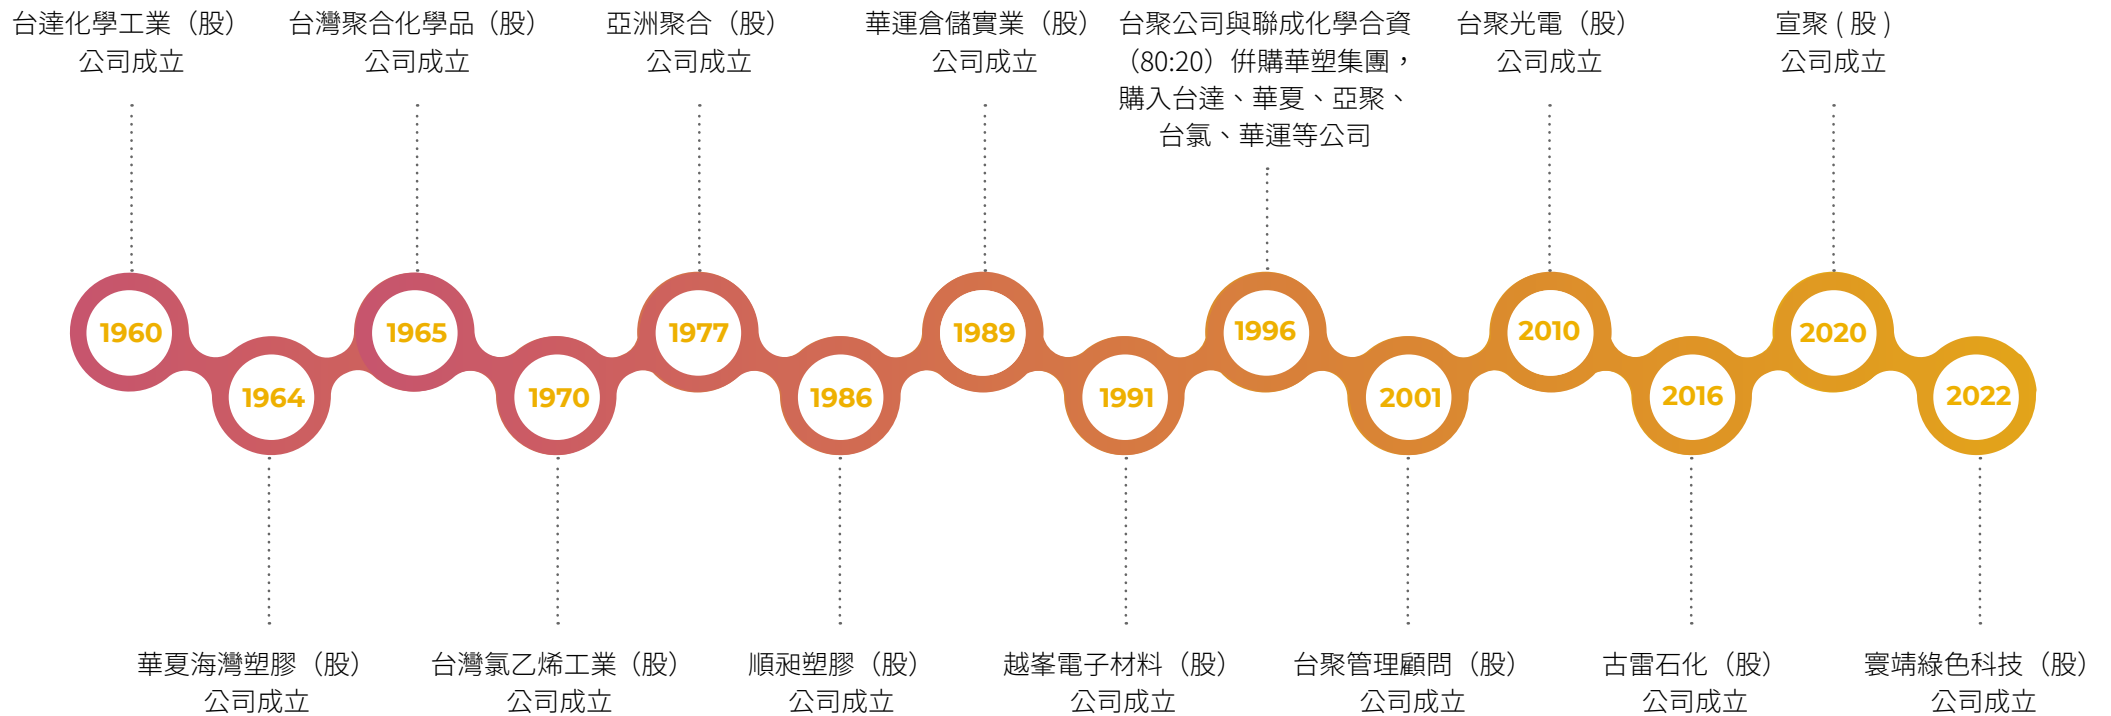 台達化學工業（股）
公司成立
台灣聚合化學品（股）
公司成立
亞洲聚合（股）
公司成立
華運倉儲實業（股）
公司成立
台聚公司與聯成化學合資
（80:20）併購華塑集團，
購入台達、華夏、亞聚、
台氯、華運等公司
台聚光電（股）
公司成立
宣聚 ( 股 )
公司成立
1960
1964
1965
1970
1977
1986
1989
1991
1996
2001
2010
2016
2020
2022
華夏海灣塑膠（股）
公司成立
台灣氯乙烯工業（股）
公司成立
順昶塑膠（股）
公司成立
越峯電子材料（股）
公司成立
台聚管理顧問（股）
公司成立
古雷石化（股）
公司成立
寰靖綠色科技（股）
公司成立